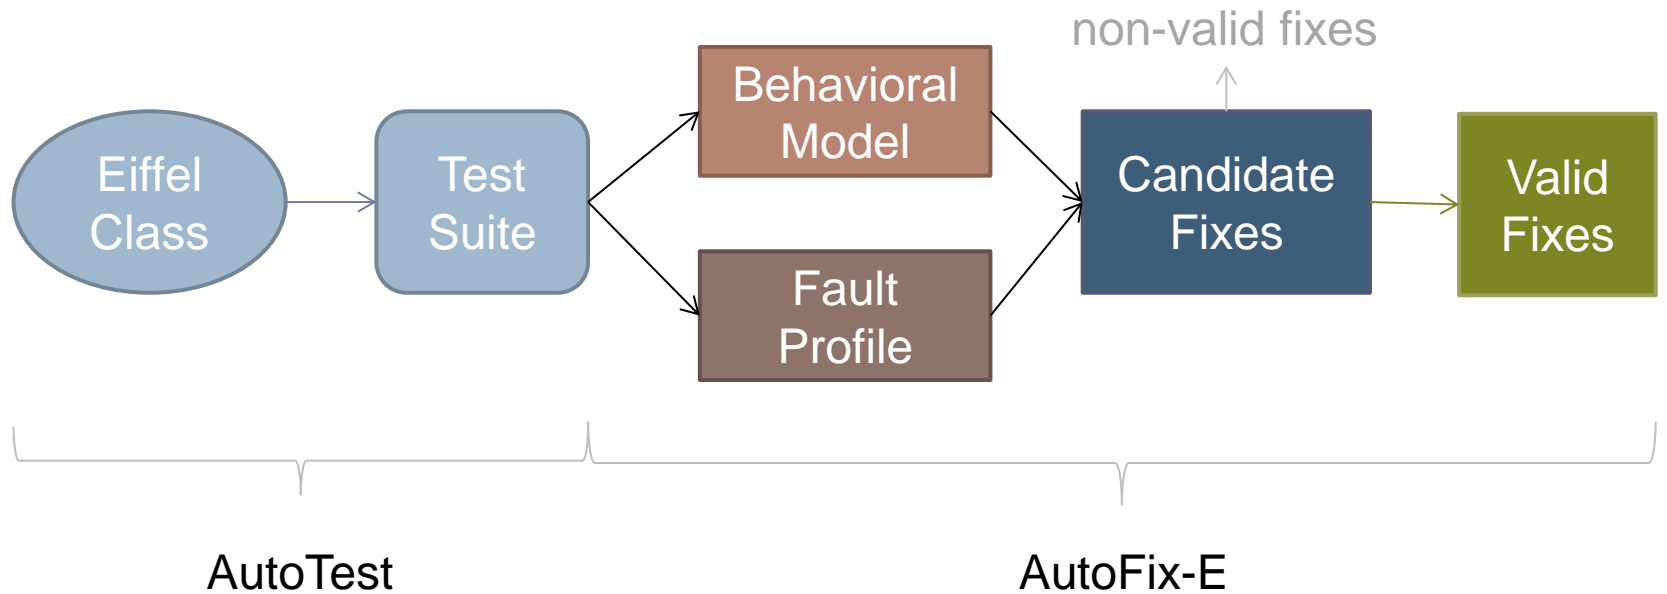 non-valid fixes
Eiffel
Class
Test
Suite
Behavioral
Model
Fault
Profile
Candidate
Fixes
Valid
Fixes
AutoTest
AutoFix-E